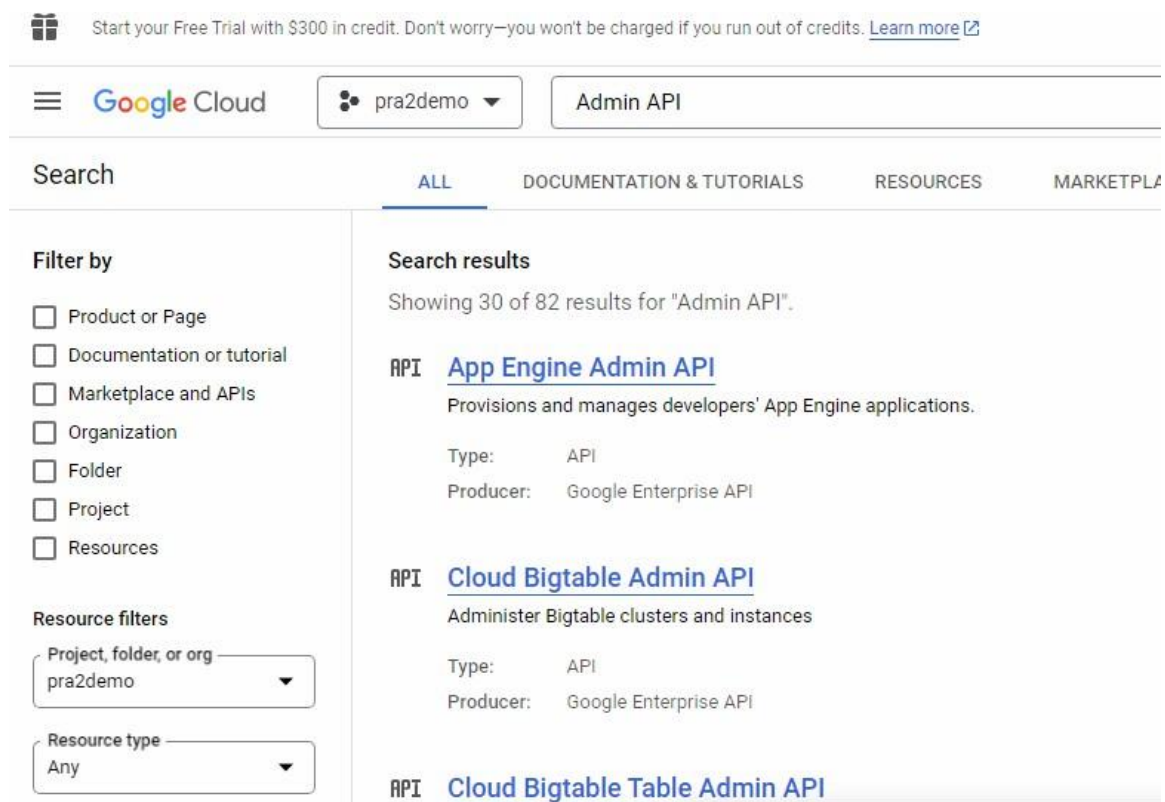 Start your Free Trial with $300 in credit. Don't worry—you won't be charged if you run out of credits. Learn more
Google Cloud
pra2demo
Admin API
Search
ALL
DOCUMENTATION & TUTORIALS
RESOURCES
MARKETPLA
Filter by
Product or Page
Documentation or tutorial
Marketplace and APIs
Organization
Folder
Project
Resources
Resource filters
Project, folder, or org
pra2demo
Resource type
Any
Search results
Showing 30 of 82 results for "Admin API".
API App Engine Admin API
Provisions and manages developers' App Engine applications.
Type: API
Producer: Google Enterprise API
API Cloud Bigtable Admin API
Administer Bigtable clusters and instances
Type: API
Producer: Google Enterprise API
API Cloud Bigtable Table Admin API